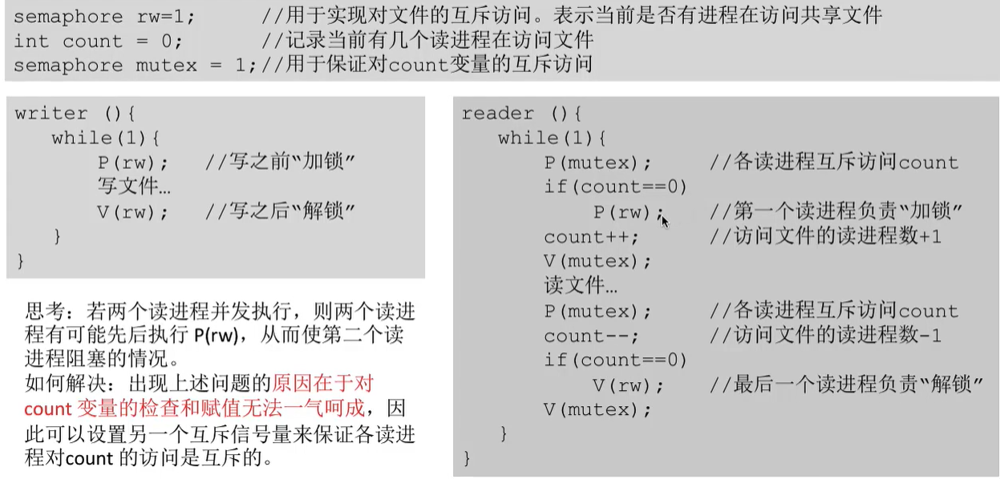 semaphore rw=1; //用于实现对文件的互斥访问。表示当前是否有进程在访问共享文件
int count = 0; //记录当前有几个读进程在访问文件
semaphore mutex = 1;//用于保证对count变量的互斥访问
writer (){
while(1){
P(rw); //写之前“加锁”
写文件…
V(rw); //写之后“解锁”
}
}
思考：若两个读进程并发执行，则两个读进
程有可能先后执行 P(rw)，从而使第二个读
进程阻塞的情况。
如何解决：出现上述问题的原因在于对
count 变量的检查和赋值无法一气呵成，因
此可以设置另一个互斥信号量来保证各读进
程对count 的访问是互斥的。
reader (){
while(1){
P(mutex); //各读进程互斥访问count
if(count==0)
P(rw); //第一个读进程负责“加锁”
count++; //访问文件的读进程数+1
V(mutex);
读文件…
P(mutex); //各读进程互斥访问count
count--; //访问文件的读进程数-1
if(count==0)
V(rw); //最后一个读进程负责“解锁”
V(mutex);
}
}